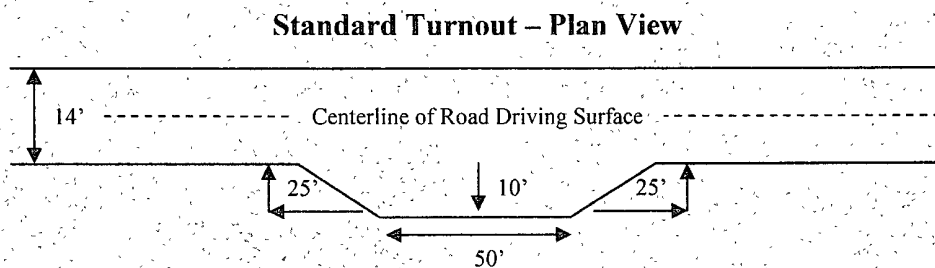 Standard Turnout – Plan View
14'
Centerline of Road Driving Surface
25'
10'
25'
50'